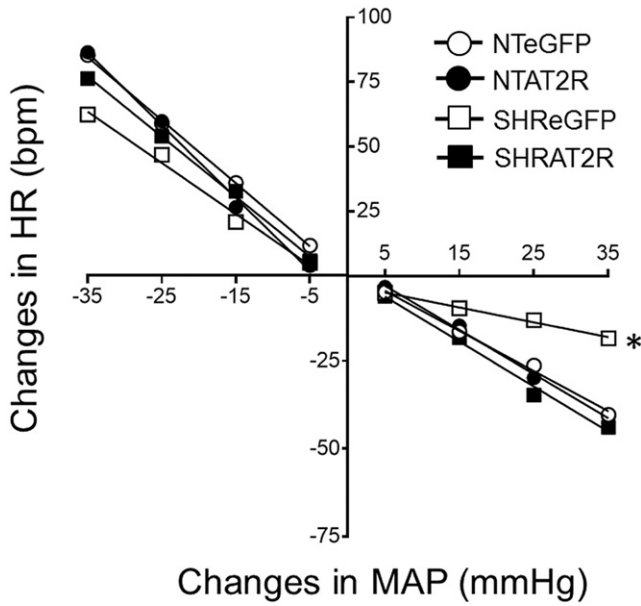 100
NTeGFP
NTAT2R
SHReGFP
SHRAT2R
-75
50
25
5 15 25 35
-35 -25 -15 -5
*
-25
-50
-75
Changes in HR (bpm)
Changes in MAP (mmHg)